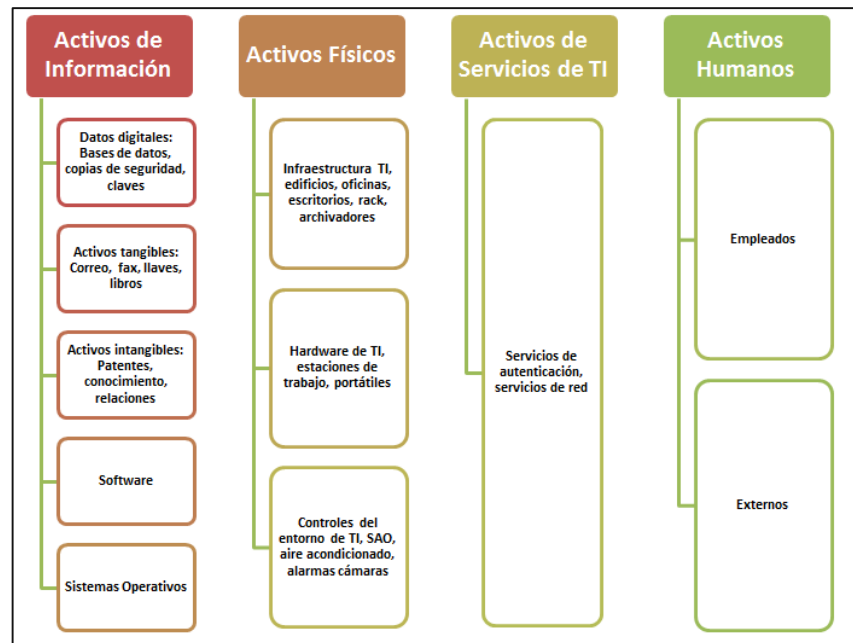 Activos de
Información
Datos digitales:
Bases de datos,
copias de seguridad,
claves
Activos tangibles:
Correo, fax, llaves,
libros
Activos intangibles:
Patentes,
conocimiento,
relaciones
Software
Sistemas Operativos
Activos Físicos
Infraestructura TI,
edificios, oficinas,
escritorios, rack,
archivadores
Hardware de TI,
estaciones de
trabajo, portátiles
Controles del
entorno de TI, SAO,
aire acondicionado,
alarmas cámaras
Activos de
Servicios de TI
Servicios de
autenticación,
servicios de red
Activos
Humanos
Empleados
Externos